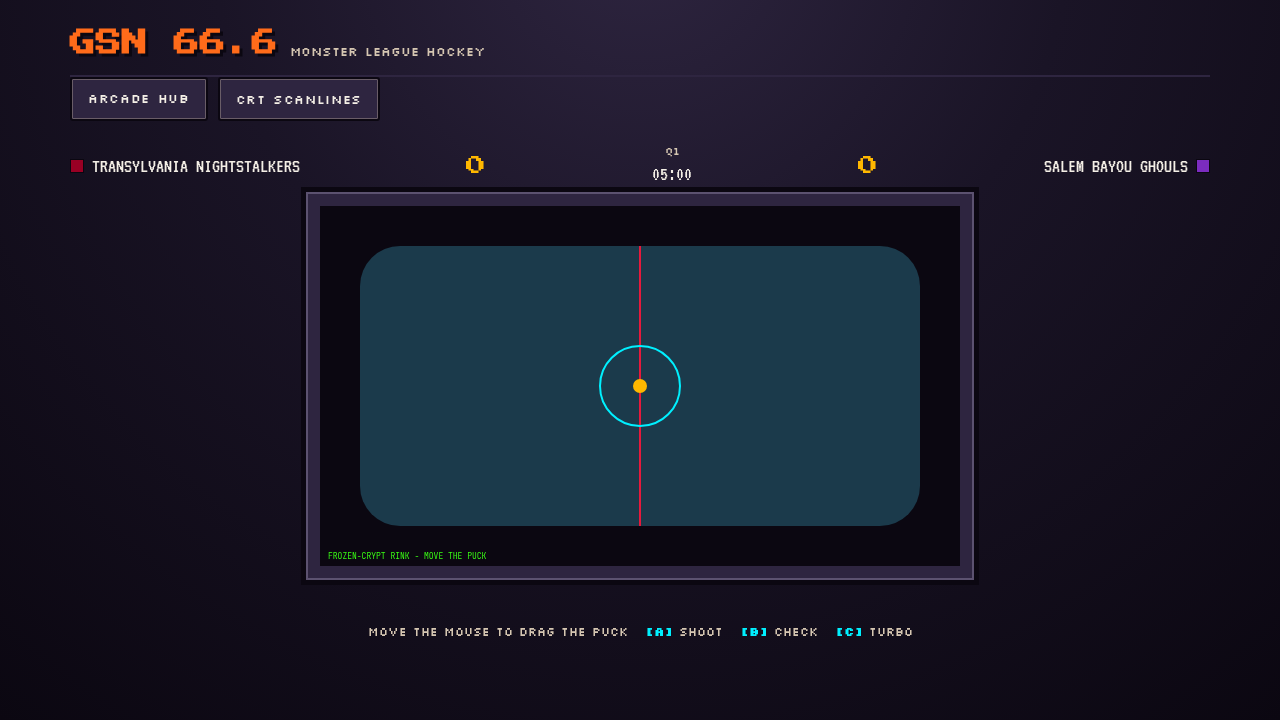 GSN 66.6 MONSTER LEAGUE HOCKEY
ARCADE HUB CRT SCANLINES
TRANSYLVANIA NIGHTSTALKERS 0 Q1 0 SALEM BAYOU GHOULS
05:00
FROZEN-CRYPT RINK - MOVE THE PUCK
MOVE THE MOUSE TO DRAG THE PUCK [A] SHOOT [B] CHECK [C] TURBO